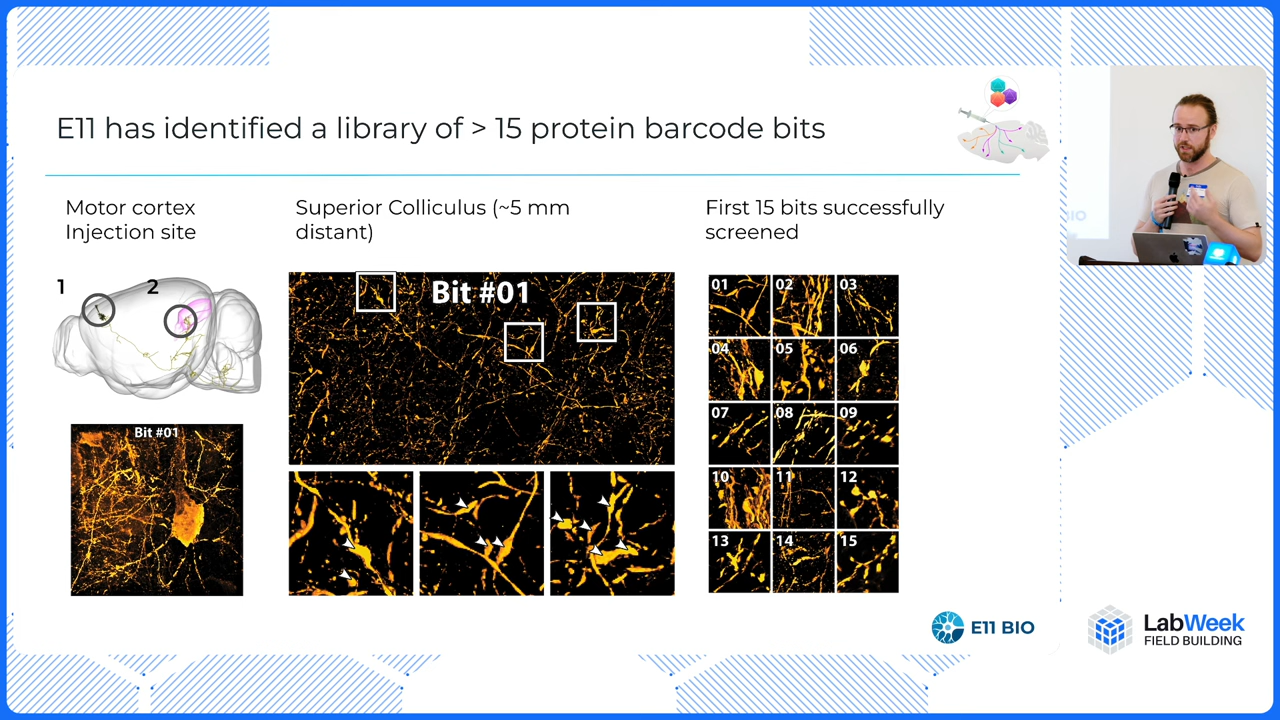 E11 has identified a library of > 15 protein barcode bits
Motor cortex
Injection site
1
2
Bit #01
Superior Colliculus (~5 mm
distant)
Bit #01
First 15 bits successfully
screened
01
02
03
04
05
06
07
08
09
10
11
12
13
14
15
E11 BIO
LabWeek
FIELD BUILDING
BIO